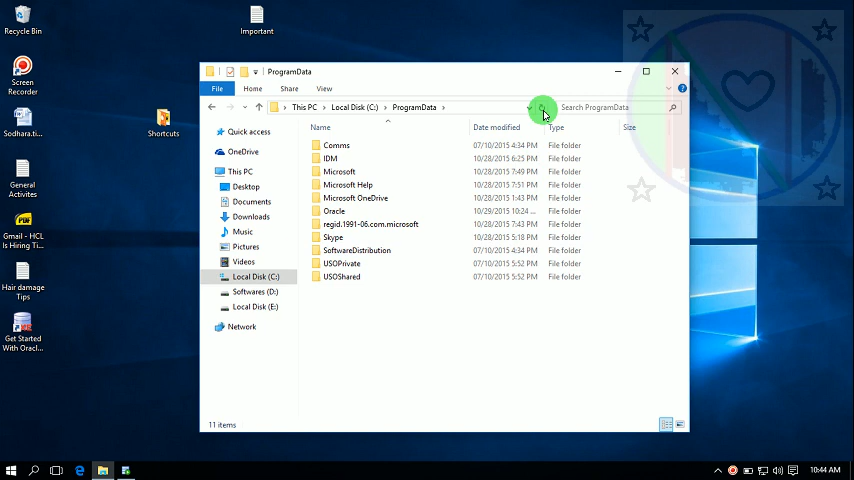 Recycle Bin
Important
Screen
Recorder
Sodhara.ti...
Shortcuts
General
Activites
Gmail - HCL
Is Hiring Ti...
Hair damage
Tips
Get Started
With Oracl...
ProgramData
File
Home
Share
View
This PC
Local Disk (C:)
ProgramData
Search ProgramData
Name
Date modified
Type
Size
Quick access
OneDrive
This PC
Desktop
Documents
Downloads
Music
Pictures
Videos
Local Disk (C:)
Softwares (D:)
Local Disk (E:)
Network
Comms 07/10/2015 4:34 PM File folder
IDM 10/28/2015 6:25 PM File folder
Microsoft 10/28/2015 7:49 PM File folder
Microsoft Help 10/28/2015 7:51 PM File folder
Microsoft OneDrive 10/28/2015 1:43 PM File folder
Oracle 10/29/2015 10:24 ... File folder
regid.1991-06.com.microsoft 10/28/2015 7:43 PM File folder
Skype 10/28/2015 5:18 PM File folder
SoftwareDistribution 07/10/2015 5:52 PM File folder
USOPrivate 07/10/2015 5:52 PM File folder
USOShared 07/10/2015 5:52 PM File folder
11 items
10:44 AM